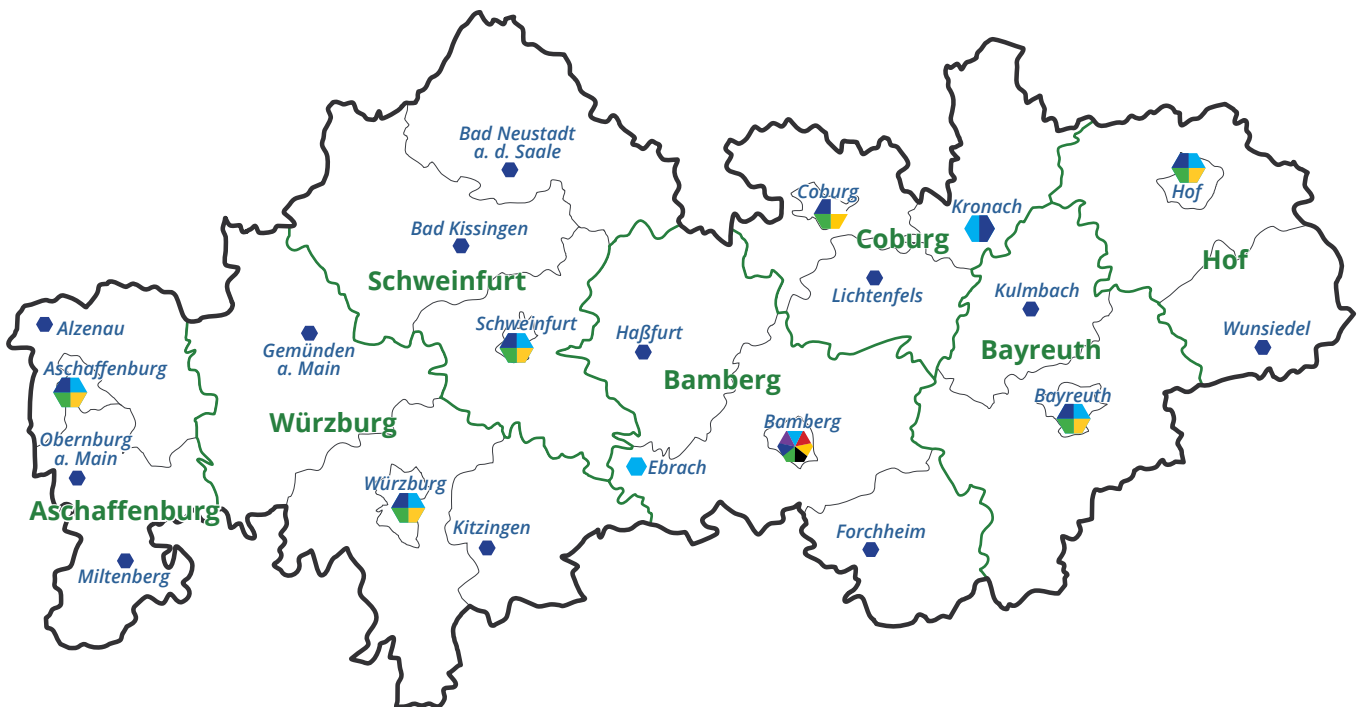 Bad Neustadt
a. d. Saale
Coburg
Hof
Kronach
Bad Kissingen
Coburg
Hof
Schweinfurt
Lichtenfels
Kulmbach
Alzenau
Schweinfurt
Haßfurt
Wunsiedel
Gemünden
a. Main
Bayreuth
Aschaffenburg
Bamberg
Bayreuth
Würzburg
Bamberg
Obernburg
a. Main
Ebrach
Würzburg
Aschaffenburg
Kitzingen
Forchheim
Miltenberg